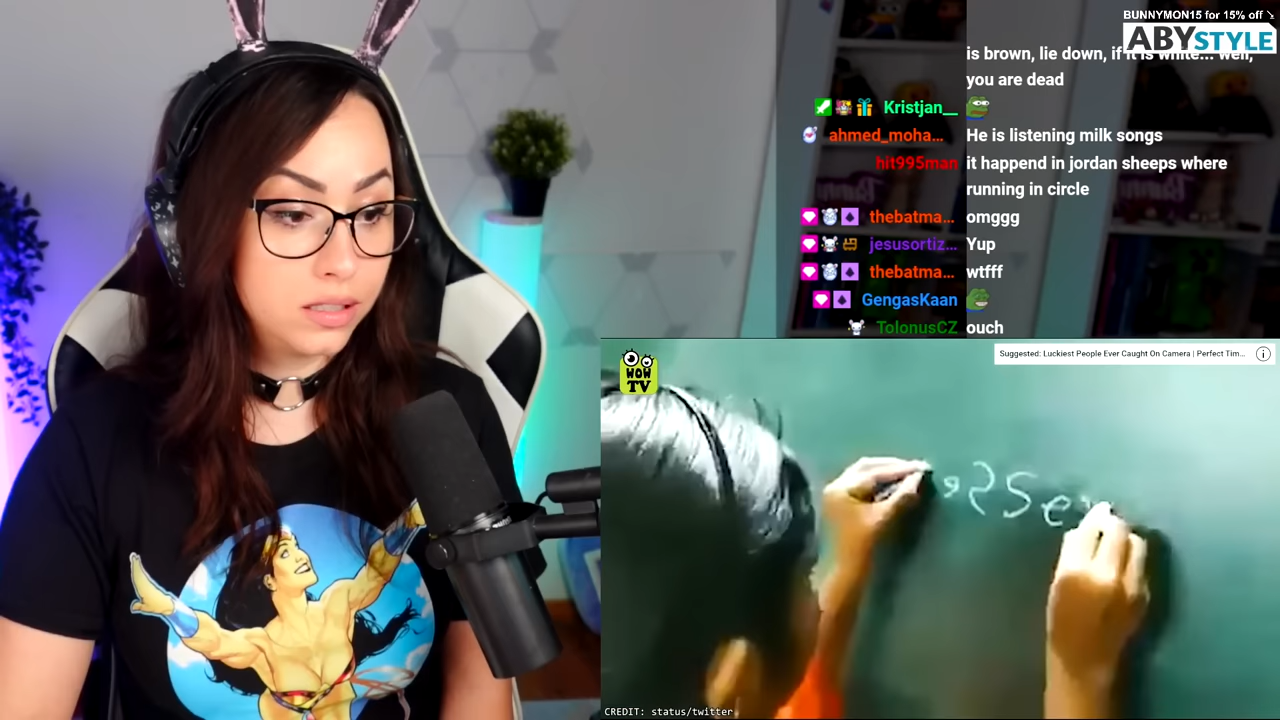 BUNNYMON15 for 15% off ↘
ABYSTYLE
is brown, lie down, if it is white... well,
you are dead
Kristjan__
ahmed_moha... He is listening milk songs
hit995man it happend in jordan sheeps where
running in circle
thebatma... omggg
jesusortiz... Yup
thebatma... wtfff
GengasKaan
TolonusCZ ouch
Suggested: Luckiest People Ever Caught On Camera | Perfect Tim...
WOW
TV
CREDIT: status/twitter